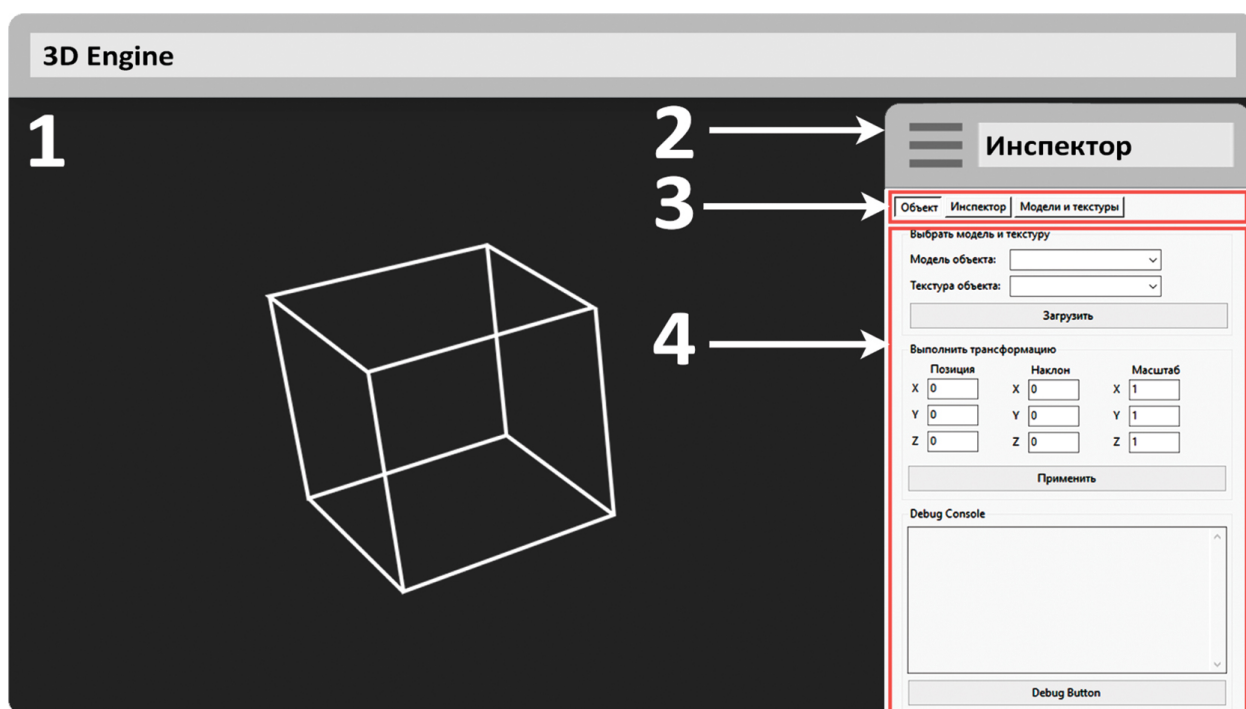 3D Engine
1
2
Инспектор
3
Объект Инспектор Модели и текстуры
Выбрать модель и текстуру
Модель объекта:
Текстура объекта:
Загрузить
4
Выполнить трансформацию
Позиция Наклон Масштаб
X 0 X 0 X 1
Y 0 Y 0 Y 1
Z 0 Z 0 Z 1
Применить
Debug Console
Debug Button